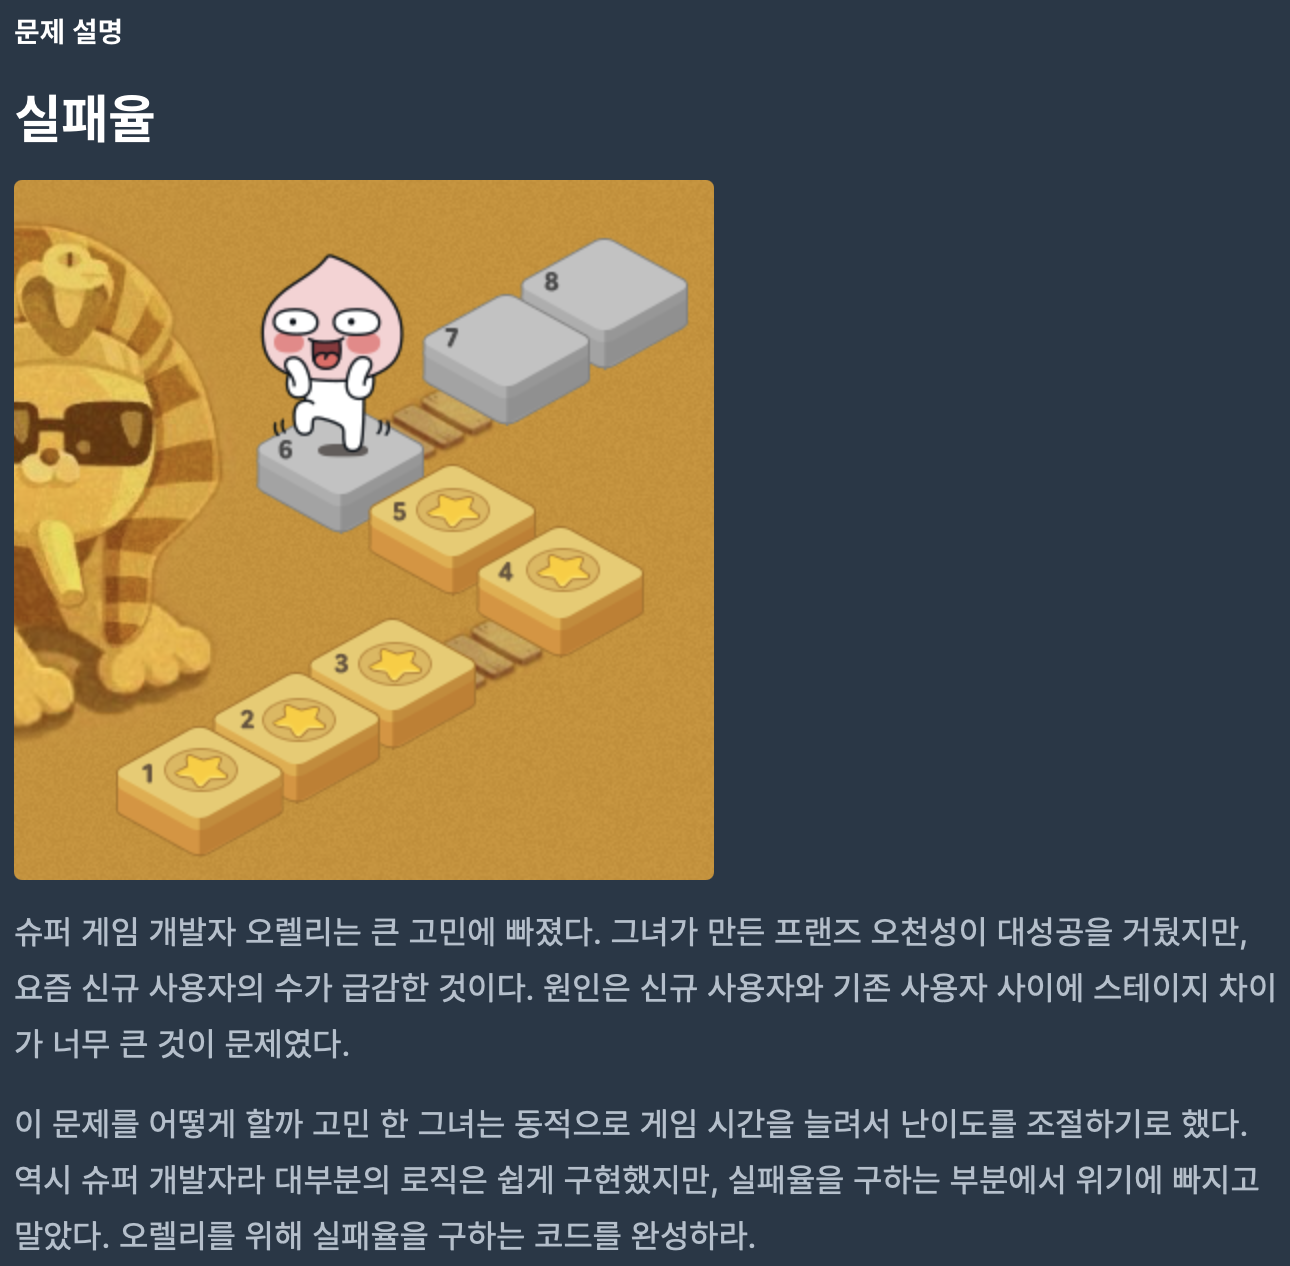 문제 설명
실패율
8
7
6
5
4
3
2
1
슈퍼 게임 개발자 오렐리는 큰 고민에 빠졌다. 그녀가 만든 프랜즈 오천성이 대성공을 거뒀지만,
요즘 신규 사용자의 수가 급감한 것이다. 원인은 신규 사용자와 기존 사용자 사이에 스테이지 차이
가 너무 큰 것이 문제였다.
이 문제를 어떻게 할까 고민 한 그녀는 동적으로 게임 시간을 늘려서 난이도를 조절하기로 했다.
역시 슈퍼 개발자라 대부분의 로직은 쉽게 구현했지만, 실패율을 구하는 부분에서 위기에 빠지고
말았다. 오렐리를 위해 실패율을 구하는 코드를 완성하라.